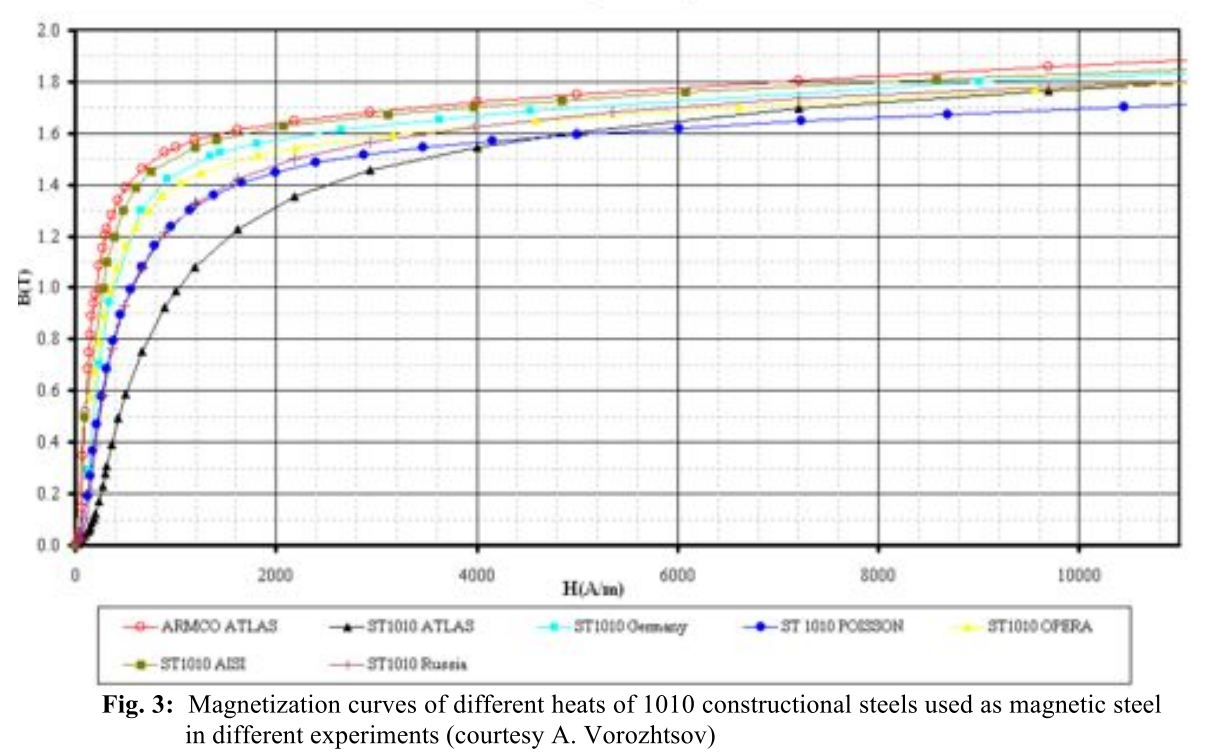 2.0
1.8
1.6
1.4
1.2
1.0
0.8
0.6
0.4
0.2
0.0
B(T)
0 2000 4000 6000 8000 10000
H(A/m)
ARMCO ATLAS ST1010 ATLAS ST1010 Germany ST 1010 POISSON ST1010 OPERA
ST1010 AISI ST1010 Russia
Fig. 3: Magnetization curves of different heats of 1010 constructional steels used as magnetic steel
in different experiments (courtesy A. Vorozhtsov)